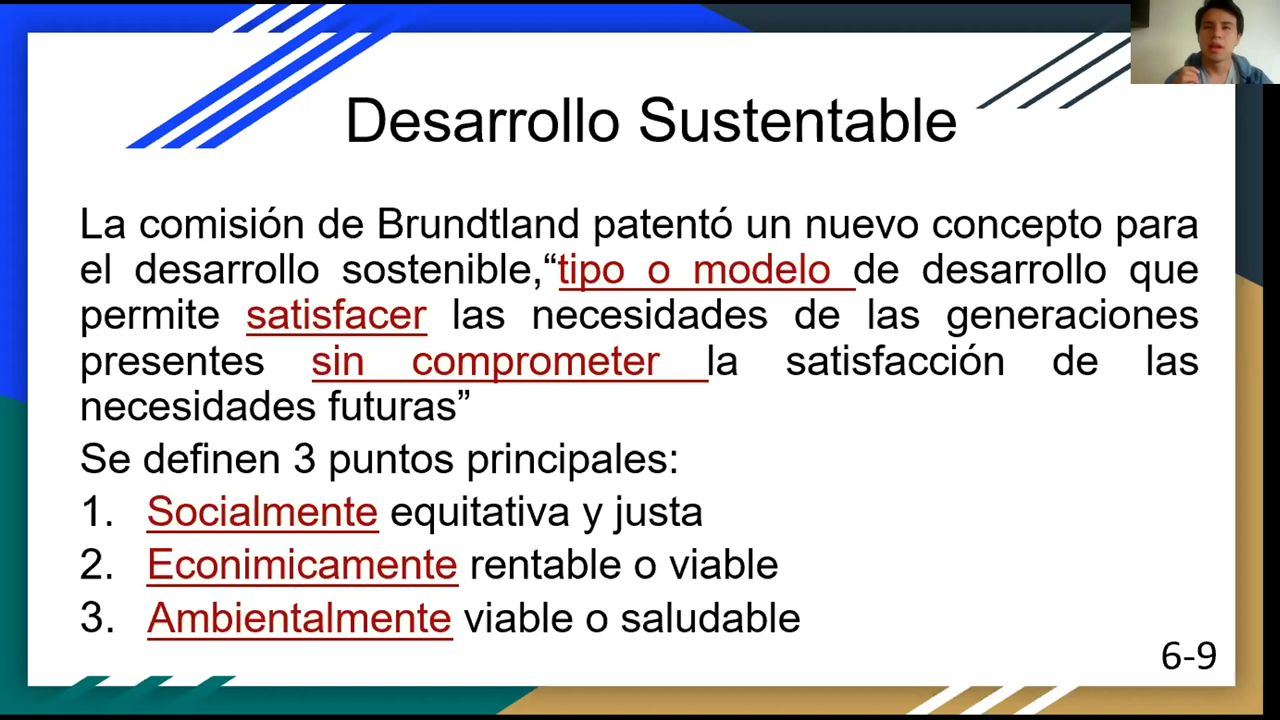 Desarrollo Sustentable
La comisión de Brundtland patentó un nuevo concepto para
el desarrollo sostenible,“tipo o modelo de desarrollo que
permite satisfacer las necesidades de las generaciones
presentes sin comprometer la satisfacción de las
necesidades futuras”
Se definen 3 puntos principales:
1. Socialmente equitativa y justa
2. Econimicamente rentable o viable
3. Ambientalmente viable o saludable
6-9